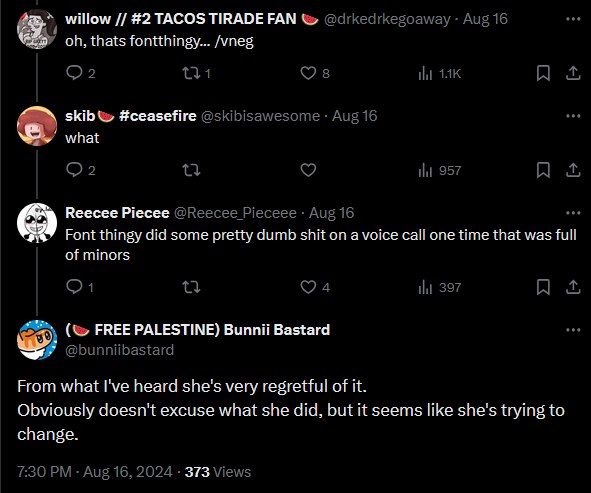 willow // #2 TACOS TIRADE FAN 🍉 @drkedrkegoaway · Aug 16
oh, thats fontthingy... /vneg
2 1 8 1.1K
skib🍉 #ceasefire @skibisawesome · Aug 16
what
2 957
Reecee Piecee @Reecee_Pieceee · Aug 16
Font thingy did some pretty dumb shit on a voice call one time that was full
of minors
1 4 397
(🍉 FREE PALESTINE) Bunnii Bastard
@bunniibastard
From what I've heard she's very regretful of it.
Obviously doesn't excuse what she did, but it seems like she's trying to
change.
7:30 PM · Aug 16, 2024 · 373 Views